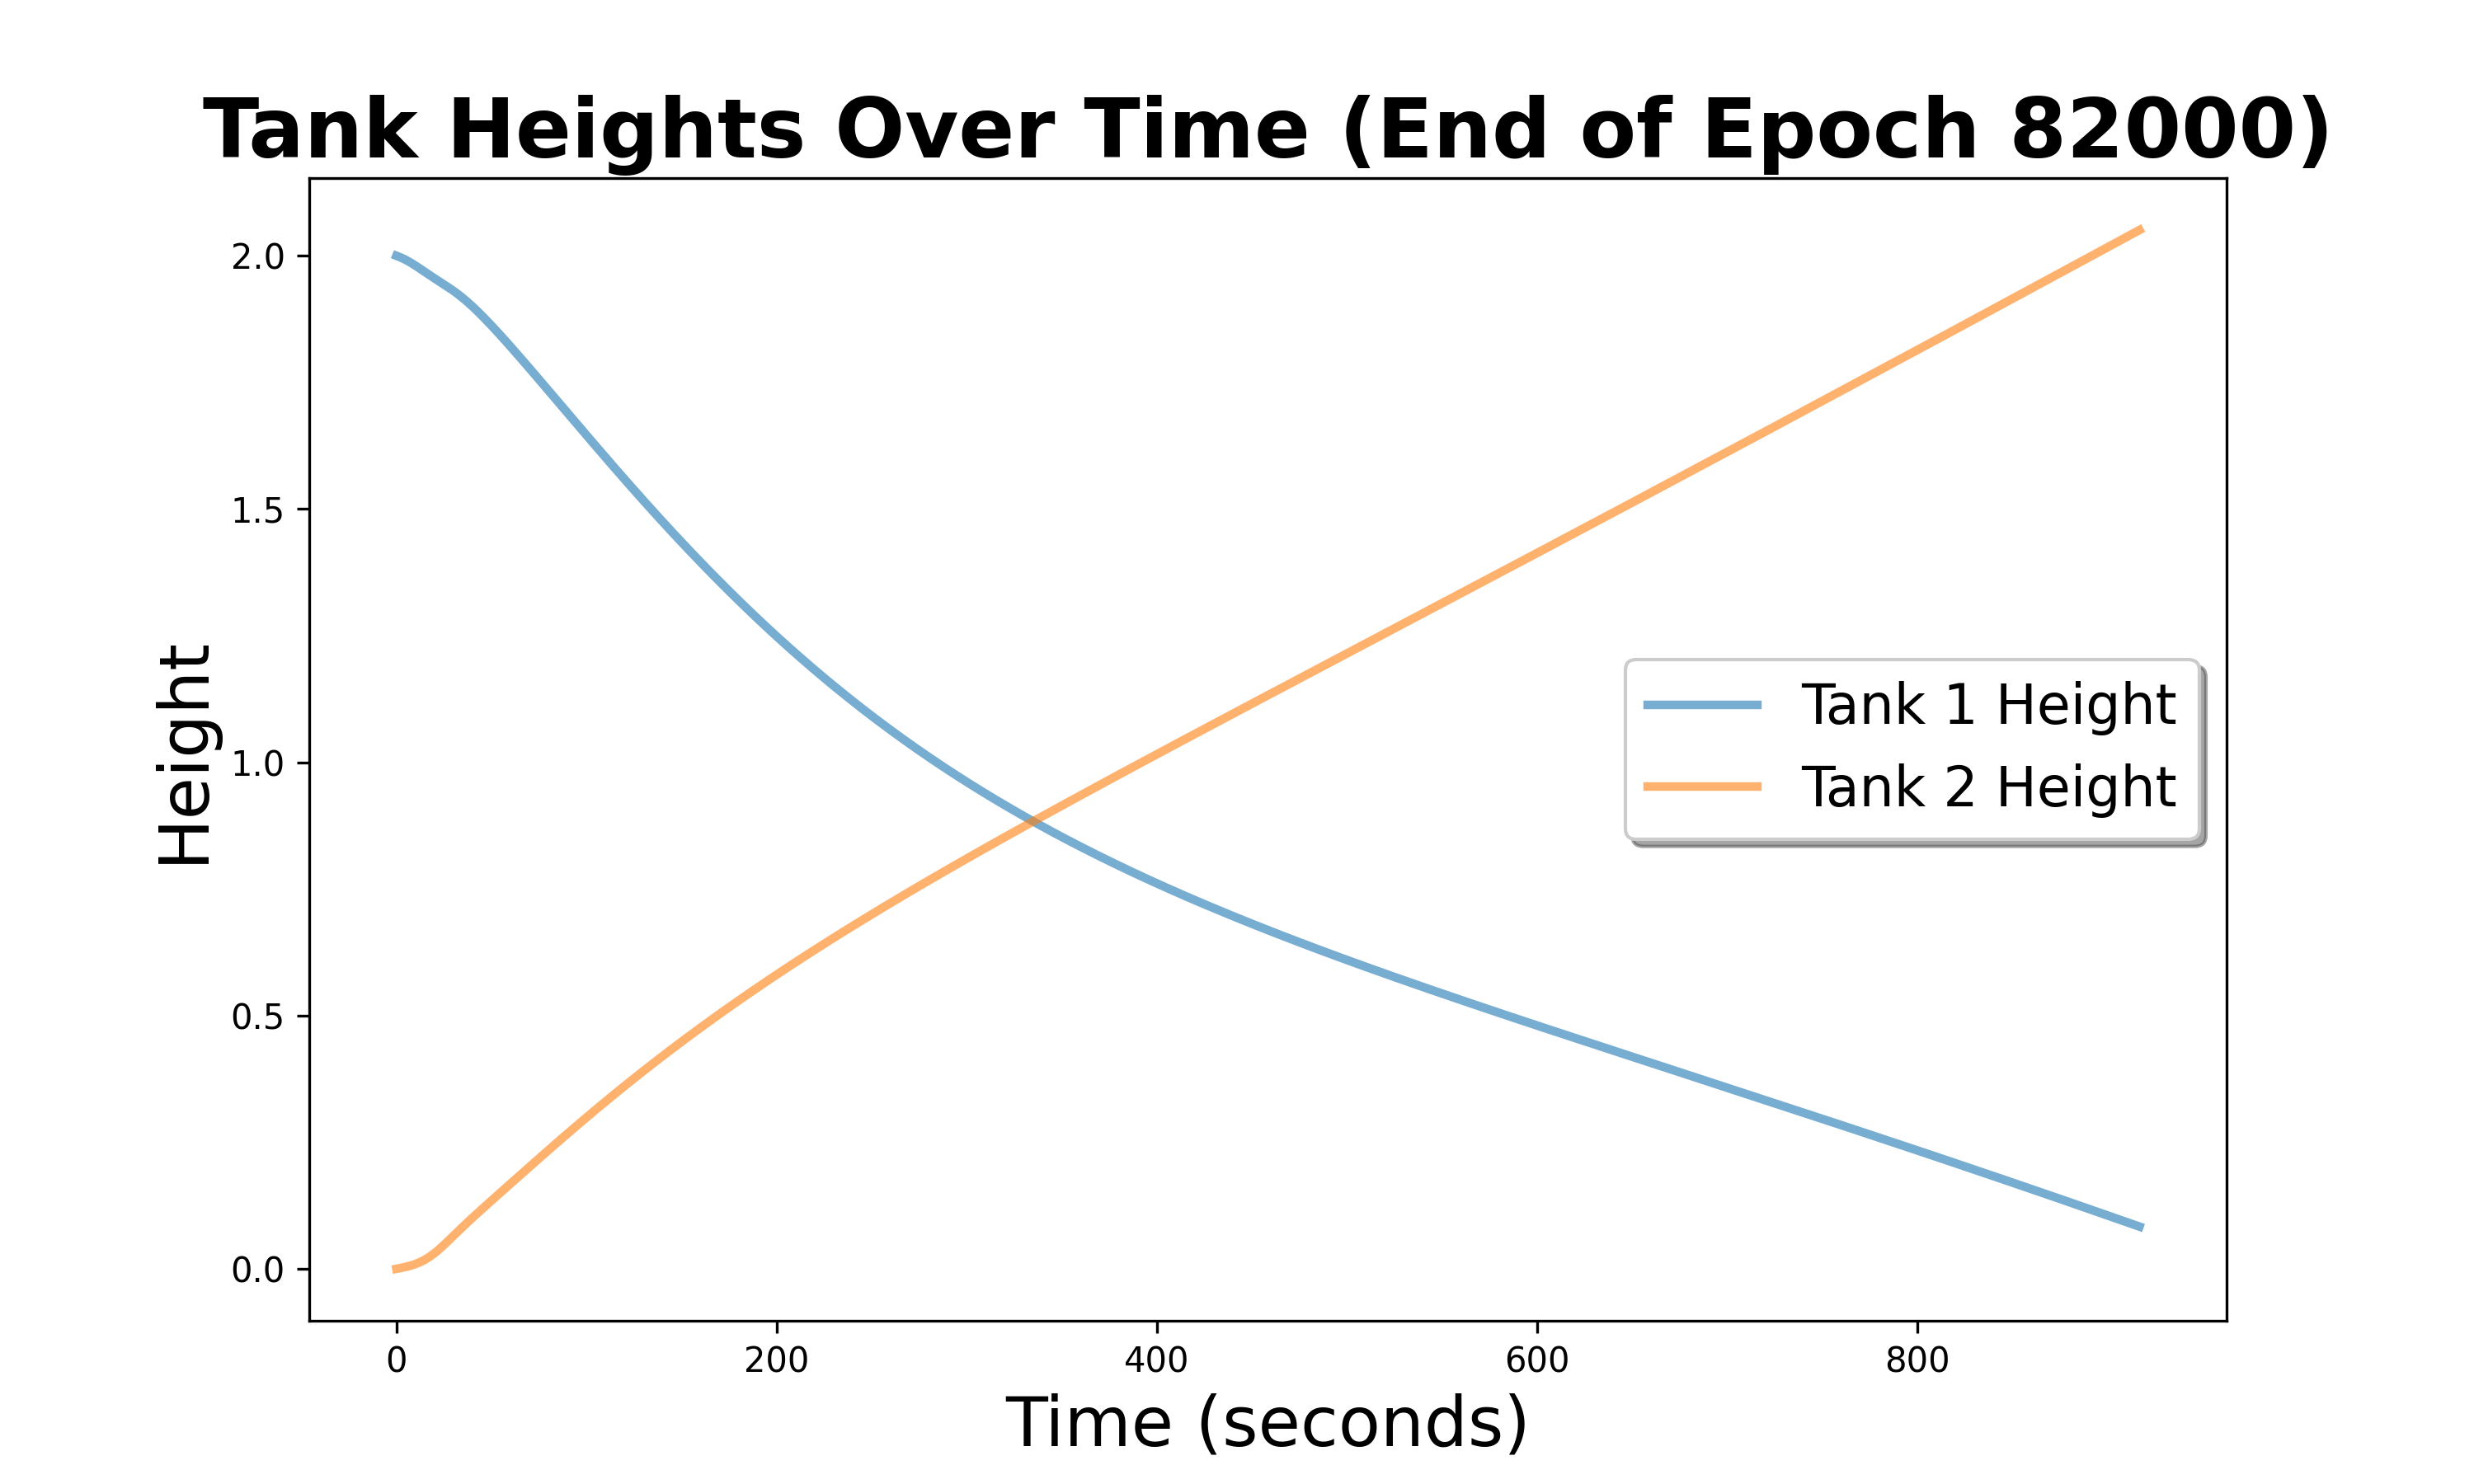 Tank Heights Over Time (End of Epoch 82000)
2.0
1.5
1.0
0.5
0.0
Height
Tank 1 Height
Tank 2 Height
0 200 400 600 800
Time (seconds)